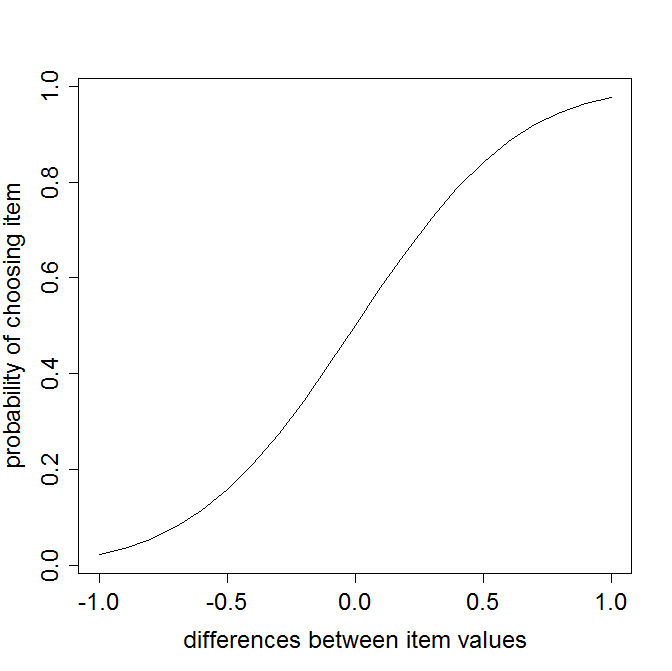 probability of choosing item
1.0
0.8
0.6
0.4
0.2
0.0
-1.0 -0.5 0.0 0.5 1.0
differences between item values